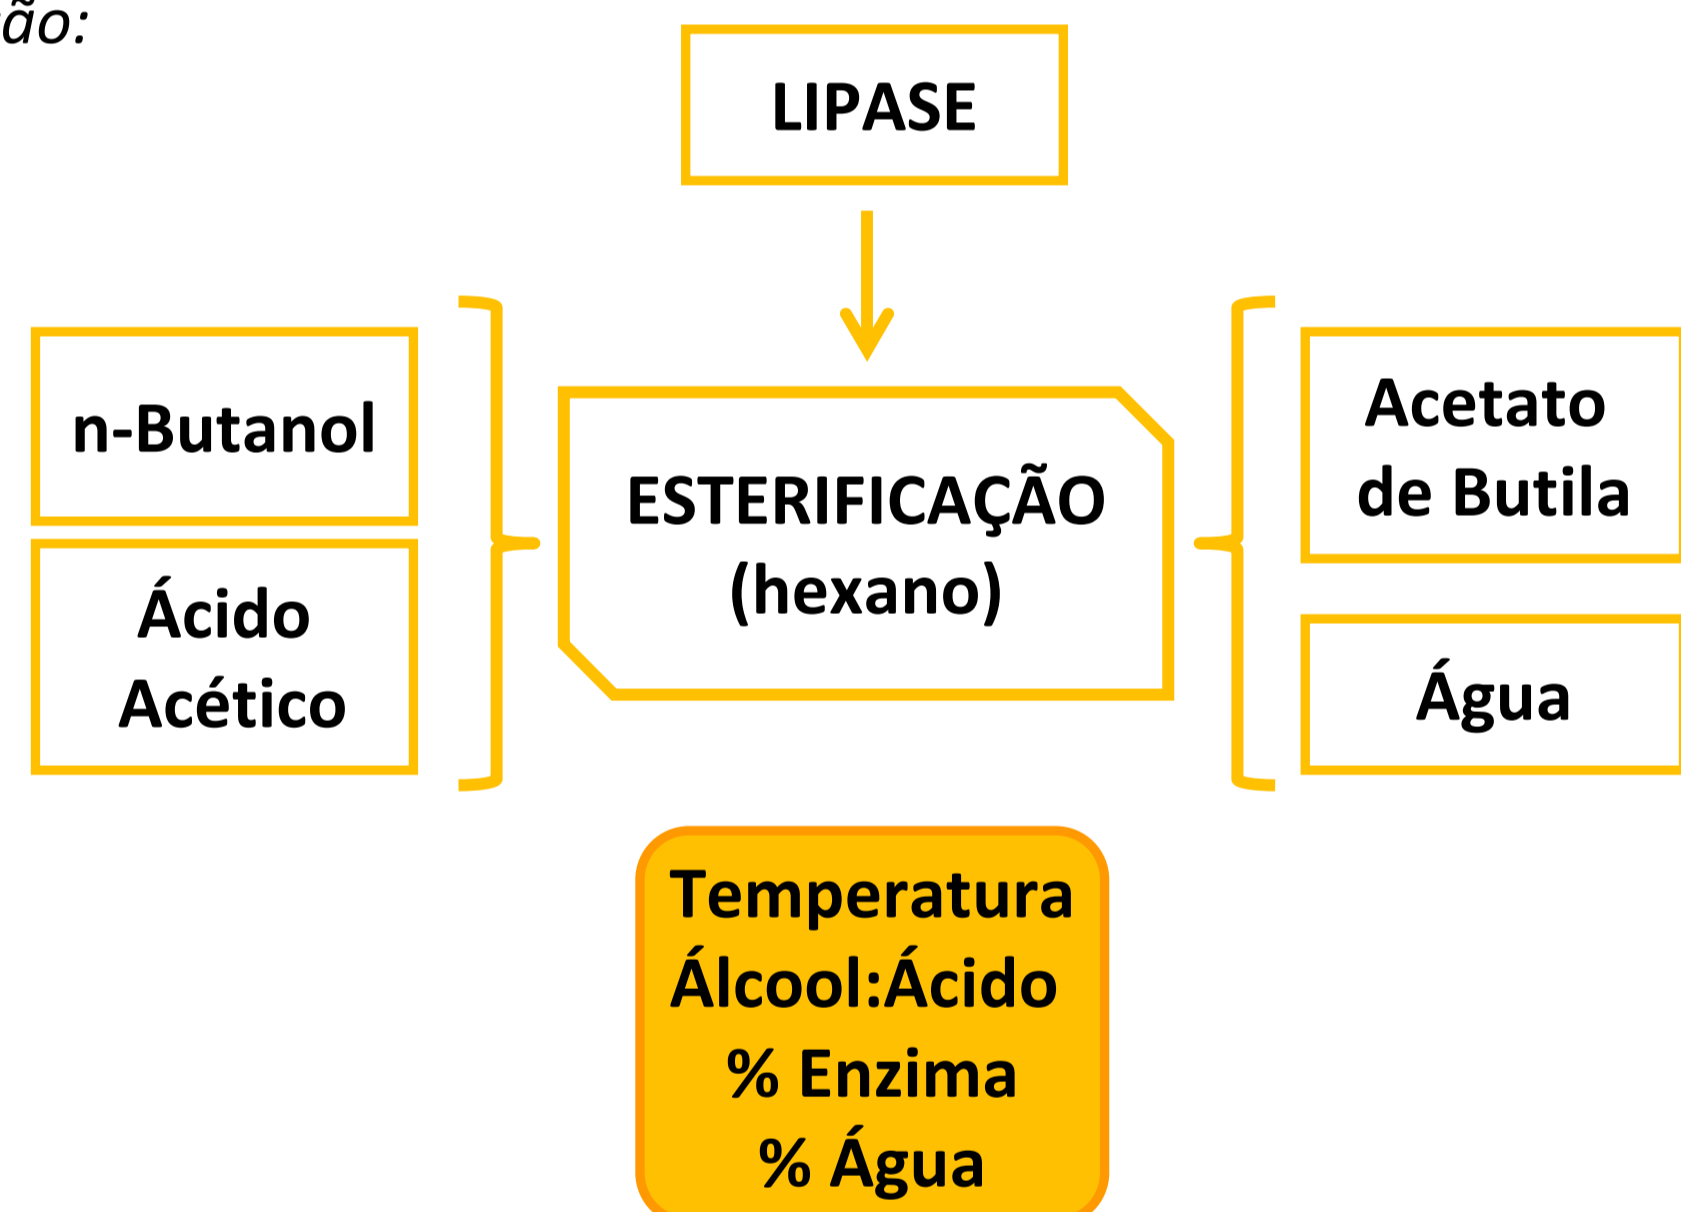 ão:
LIPASE
n-Butanol
Ácido
Acético
ESTERIFICAÇÃO
(hexano)
Acetato
de Butila
Água
Temperatura
Álcool:Ácido
% Enzima
% Água